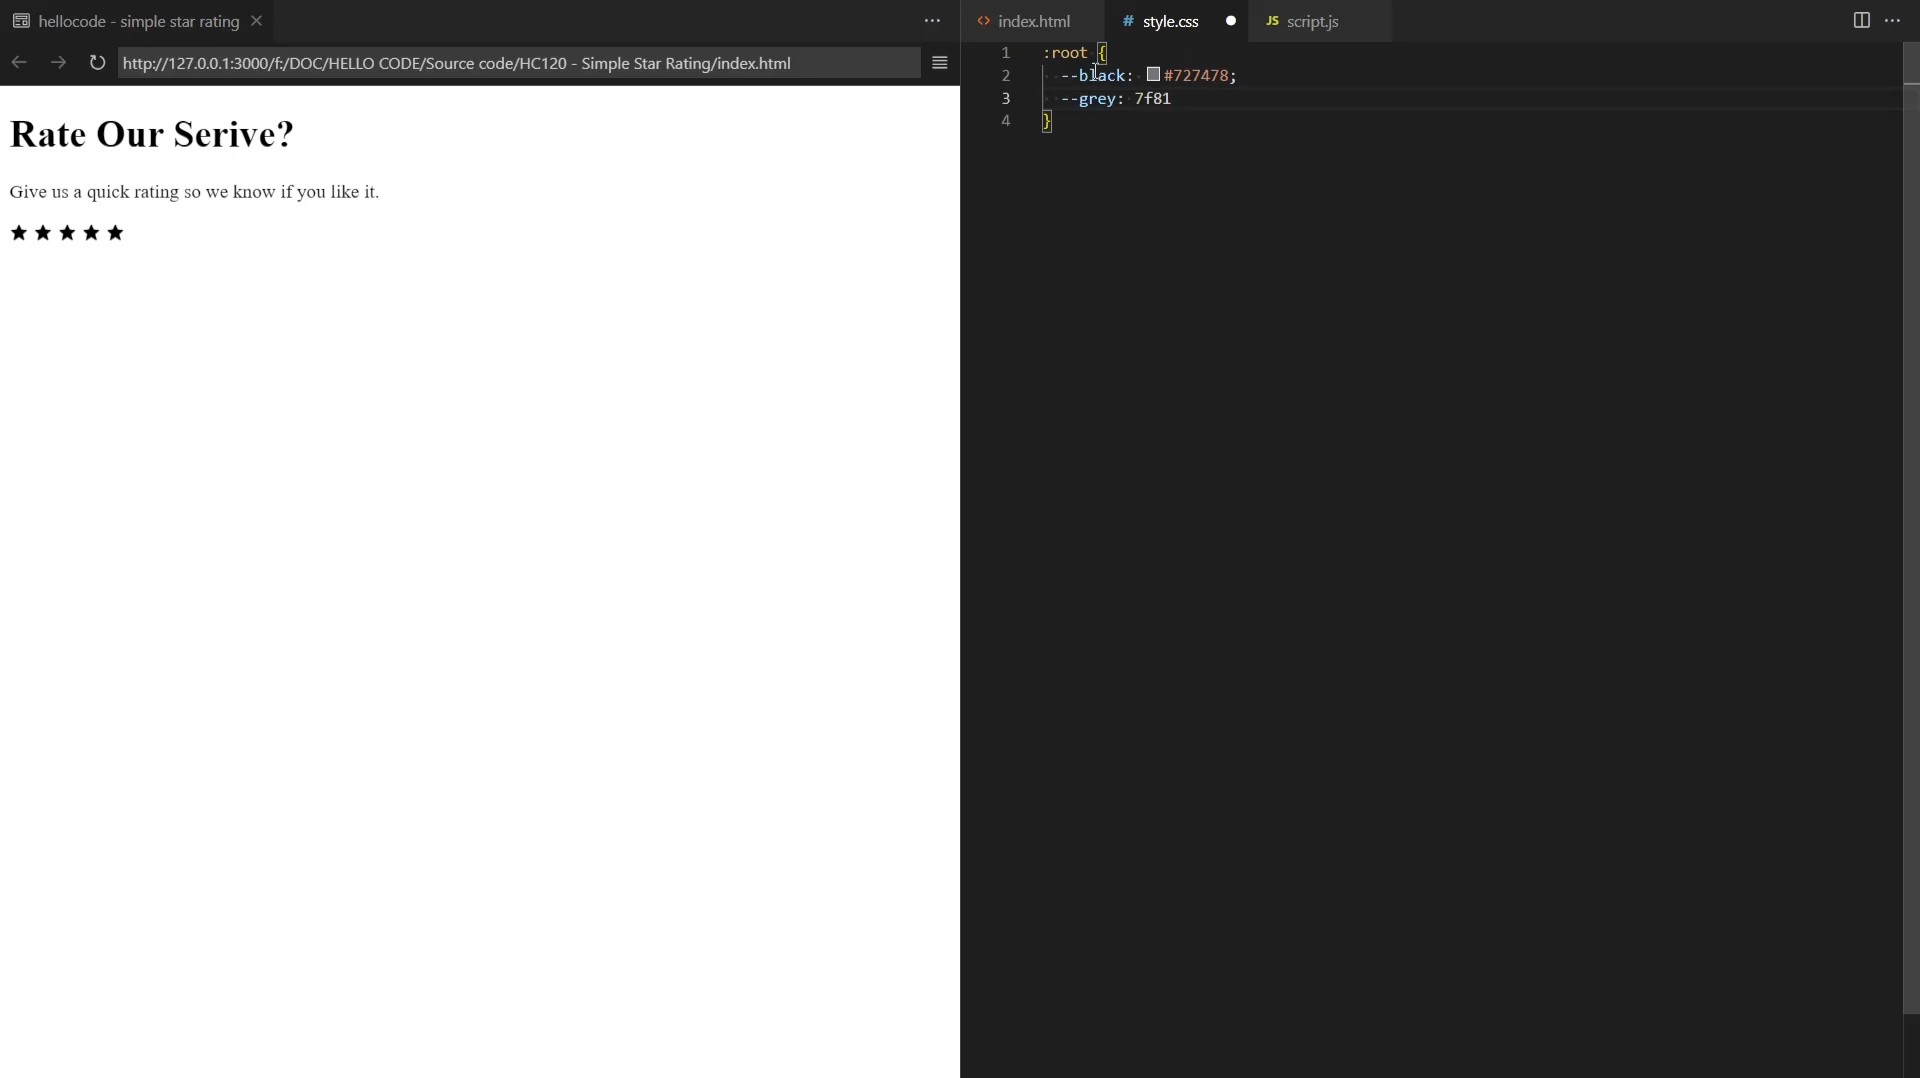 hellocode - simple star rating
index.html
# style.css
JS script.js
http://127.0.0.1:3000/f:/DOC/HELLO CODE/Source code/HC120 - Simple Star Rating/index.html
Rate Our Serive?
Give us a quick rating so we know if you like it.
1 :root {
2 --black: #727478;
3 --grey: 7f81
4 }